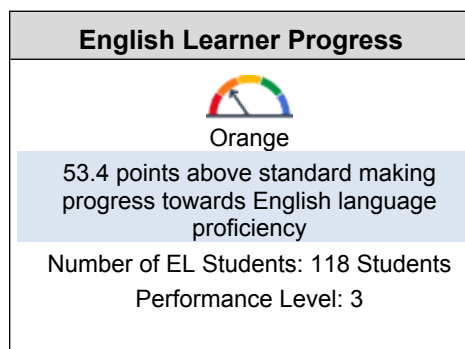 English Learner Progress
Orange
53.4 points above standard making
progress towards English language
proficiency
Number of EL Students: 118 Students
Performance Level: 3